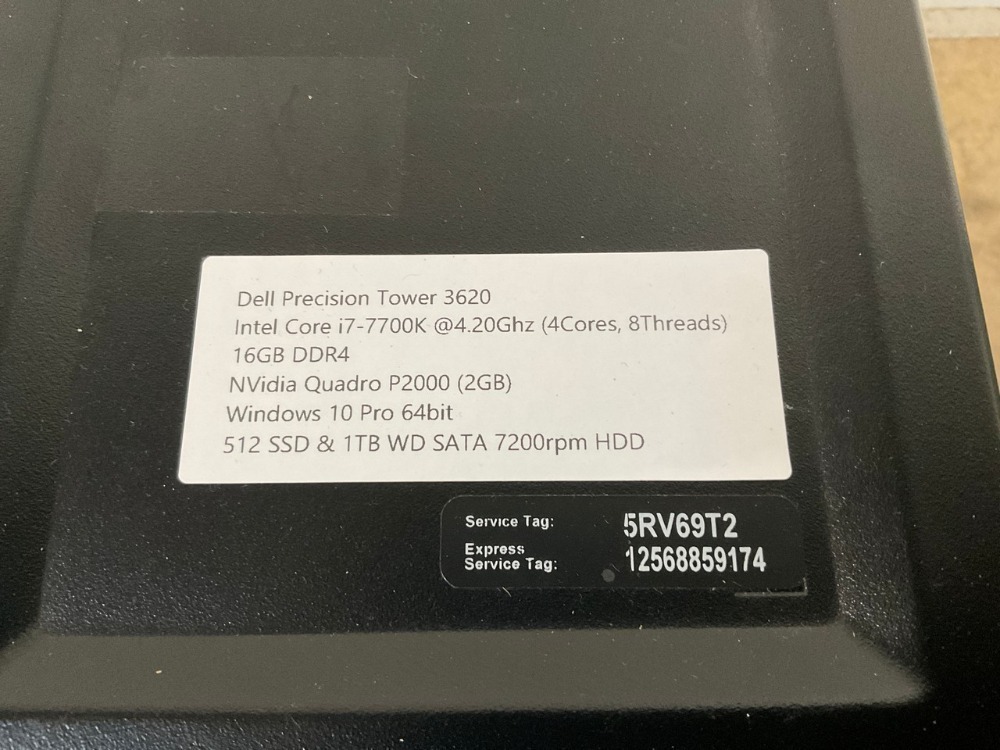 Dell Precision Tower 3620
Intel Core i7-7700K @4.20Ghz (4Cores, 8Threads)
16GB DDR4
NVidia Quadro P2000 (2GB)
Windows 10 Pro 64bit
512 SSD & 1TB WD SATA 7200rpm HDD
Service Tag: 5RV69T2
Express
Service Tag: 12568859174